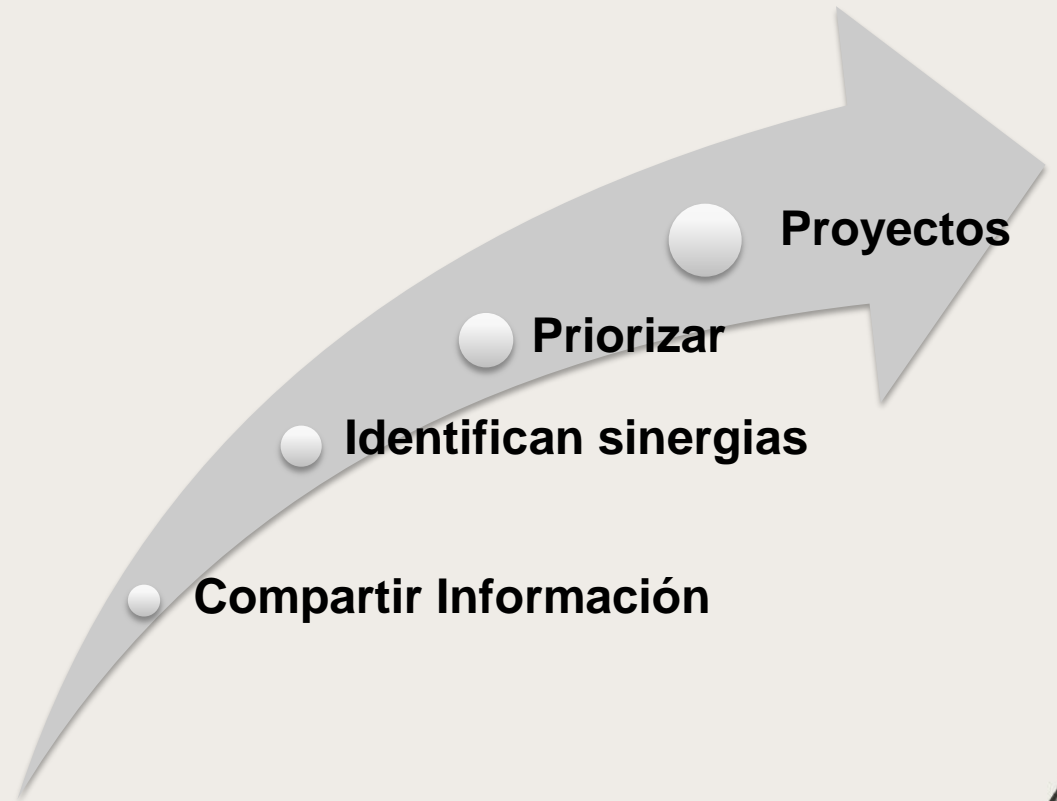 Proyectos
Priorizar
Identifican sinergias
Compartir Información